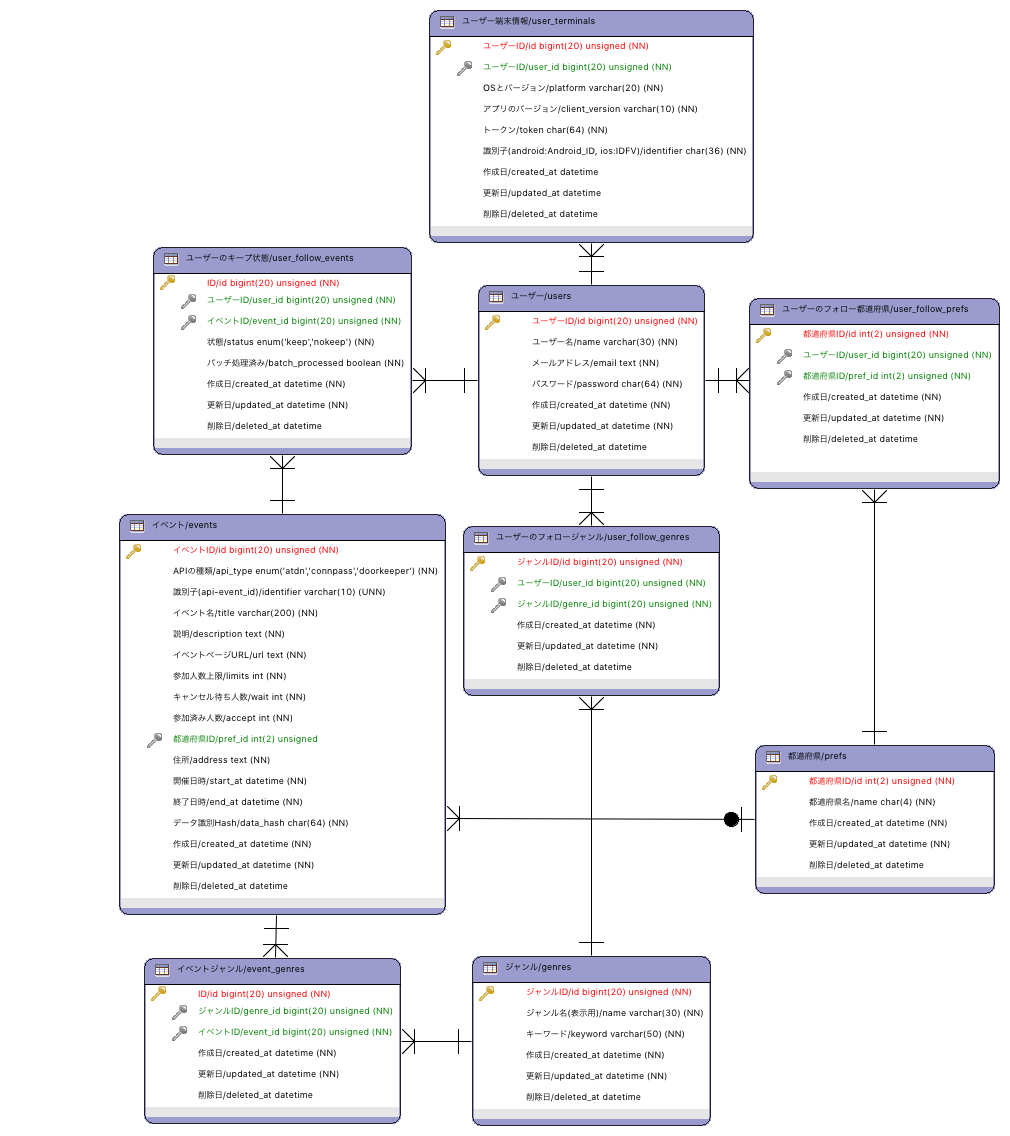 ユーザー端末情報/user_terminals
ユーザーID/id bigint(20) unsigned (NN)
ユーザーID/user_id bigint(20) unsigned (NN)
OSとバージョン/platform varchar(20) (NN)
アプリのバージョン/client_version varchar(10) (NN)
トークン/token char(64) (NN)
識別子(android:Android_ID, ios:IDFV)/identifier char(36) (NN)
作成日/created_at datetime
更新日/updated_at datetime
削除日/deleted_at datetime
ユーザーのキープ状態/user_follow_events
ID/id bigint(20) unsigned (NN)
ユーザーID/user_id bigint(20) unsigned (NN)
イベントID/event_id bigint(20) unsigned (NN)
状態/status enum('keep','nokeep') (NN)
バッチ処理済み/batch_processed boolean (NN)
作成日/created_at datetime (NN)
更新日/updated_at datetime (NN)
削除日/deleted_at datetime
ユーザー/users
ユーザーID/id bigint(20) unsigned (NN)
ユーザー名/name varchar(30) (NN)
メールアドレス/email text (NN)
パスワード/password char(64) (NN)
作成日/created_at datetime (NN)
更新日/updated_at datetime (NN)
削除日/deleted_at datetime
ユーザーのフォロー都道府県/user_follow_prefs
都道府県ID/id int(2) unsigned (NN)
ユーザーID/user_id bigint(20) unsigned (NN)
都道府県ID/pref_id int(2) unsigned (NN)
作成日/created_at datetime (NN)
更新日/updated_at datetime (NN)
削除日/deleted_at datetime
イベント/events
イベントID/id bigint(20) unsigned (NN)
APIの種類/api_type enum('atdn','connpass','doorkeeper') (NN)
識別子(api-event_id)/identifier varchar(10) (UNN)
イベント名/title varchar(200) (NN)
説明/description text (NN)
イベントページURL/url text (NN)
参加人数上限/limits int (NN)
キャンセル待ち人数/wait int (NN)
参加済み人数/accept int (NN)
都道府県ID/pref_id int(2) unsigned
住所/address text (NN)
開催日時/start_at datetime (NN)
終了日時/end_at datetime (NN)
データ識別Hash/data_hash char(64) (NN)
作成日/created_at datetime (NN)
更新日/updated_at datetime (NN)
削除日/deleted_at datetime
ユーザーのフォロージャンル/user_follow_genres
ジャンルID/id bigint(20) unsigned (NN)
ユーザーID/user_id bigint(20) unsigned (NN)
ジャンルID/genre_id bigint(20) unsigned (NN)
作成日/created_at datetime (NN)
更新日/updated_at datetime (NN)
削除日/deleted_at datetime
都道府県/prefs
都道府県ID/id int(2) unsigned (NN)
都道府県名/name char(4) (NN)
作成日/created_at datetime (NN)
更新日/updated_at datetime (NN)
削除日/deleted_at datetime
イベントジャンル/event_genres
ID/id bigint(20) unsigned (NN)
ジャンルID/genre_id bigint(20) unsigned (NN)
イベントID/event_id bigint(20) unsigned (NN)
作成日/created_at datetime (NN)
更新日/updated_at datetime (NN)
削除日/deleted_at datetime
ジャンル/genres
ジャンルID/id bigint(20) unsigned (NN)
ジャンル名(表示用)/name varchar(30) (NN)
キーワード/keyword varchar(50) (NN)
作成日/created_at datetime (NN)
更新日/updated_at datetime (NN)
削除日/deleted_at datetime